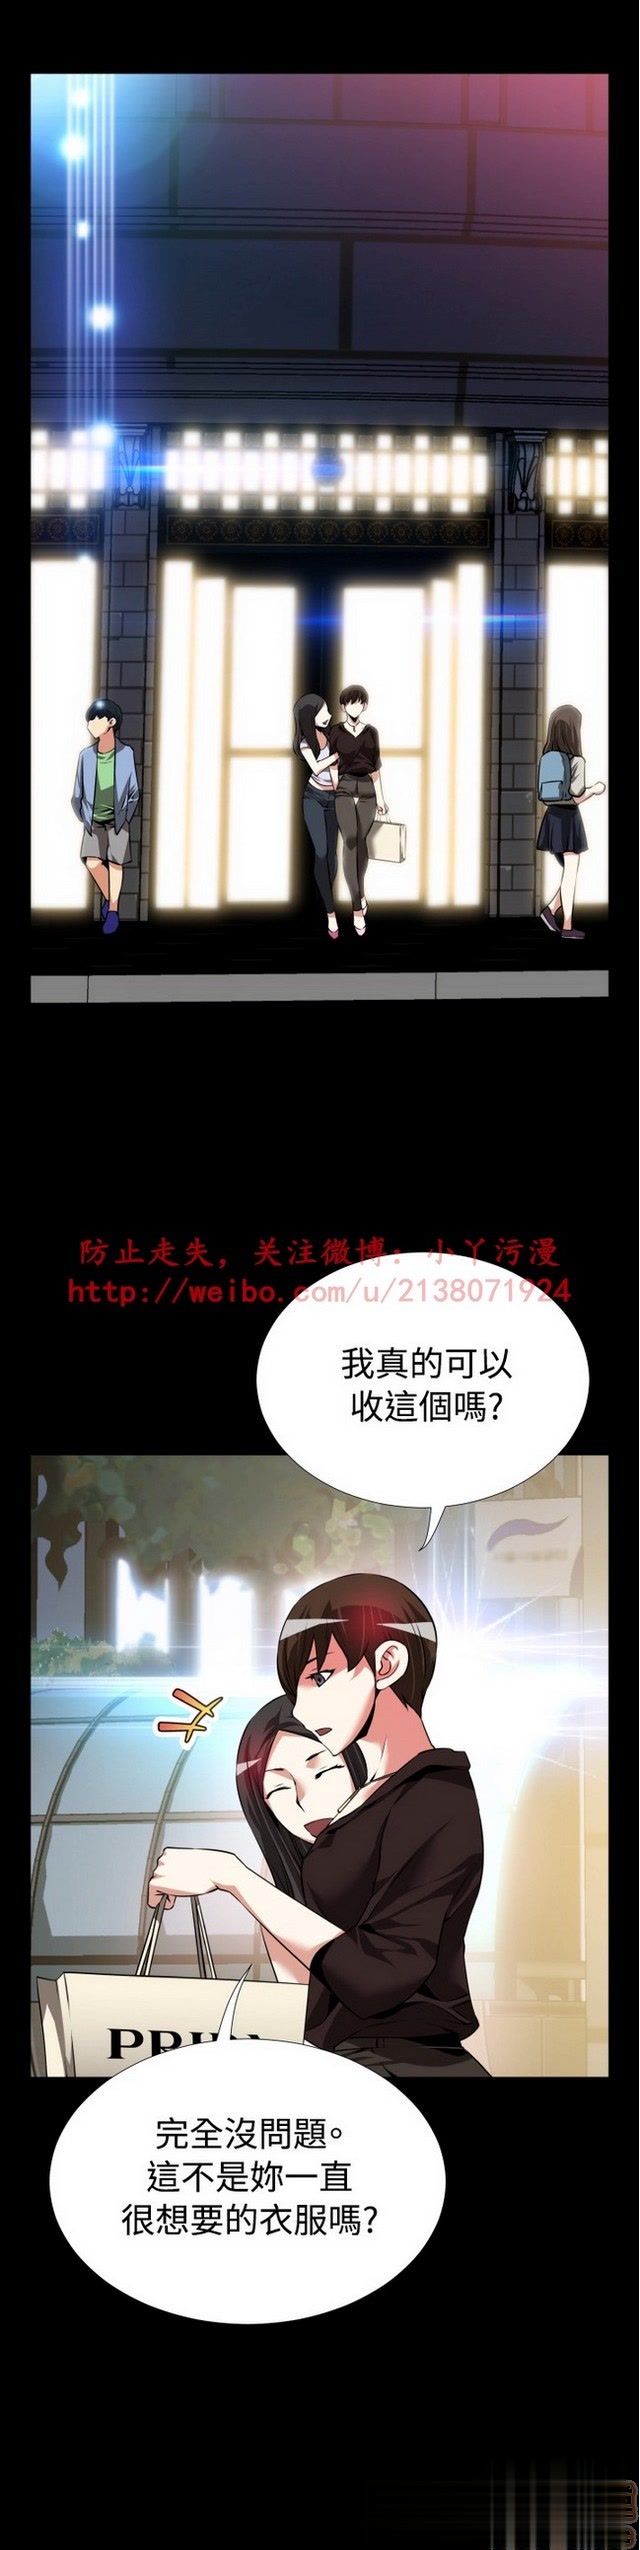 防止走失，关注微博：小丫污漫
http://weibo.com/u/2138071924
我真的可以
收這個嗎?
完全沒問題。
這不是妳一直
很想要的衣服嗎?